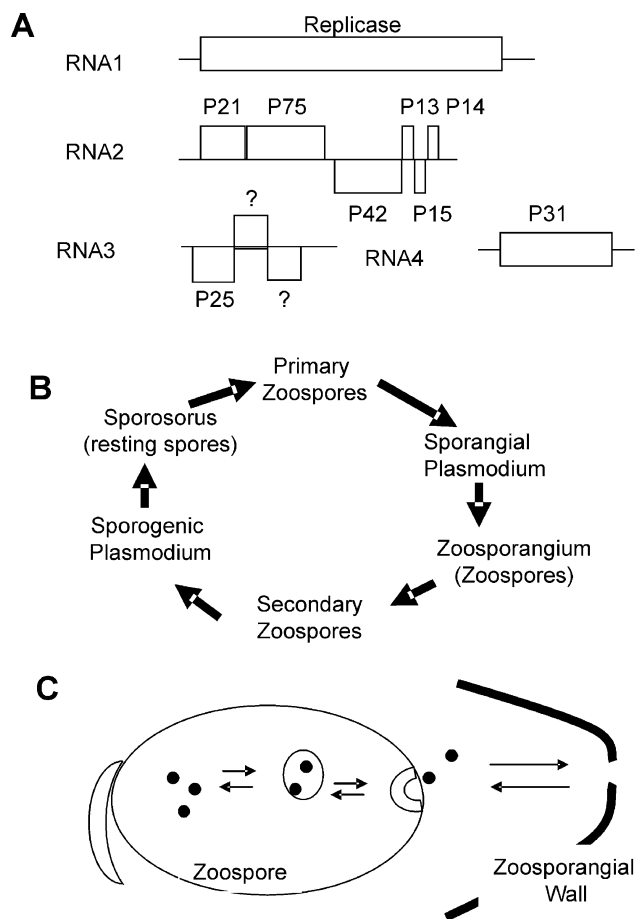 A
Replicase
RNA1
P21 P75 P13 P14
RNA2
?
P42 P15
P31
RNA3
RNA4
P25 ?
B
Primary
Zoospores
Sporosorus
(resting spores)
Sporangial
Plasmodium
Sporogenic
Plasmodium
Zoosporangium
(Zoospores)
Secondary
Zoospores
C
Zoospore
Zoosporangial
Wall